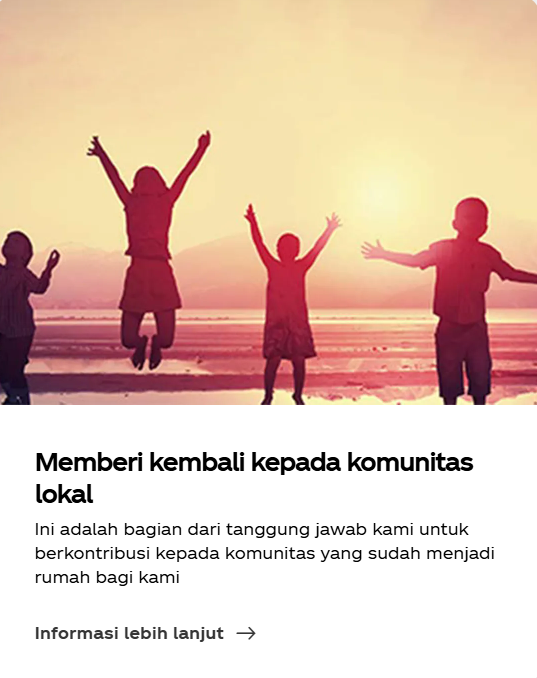 Memberi kembali kepada komunitas
lokal
Ini adalah bagian dari tanggung jawab kami untuk
berkontribusi kepada komunitas yang sudah menjadi
rumah bagi kami
Informasi lebih lanjut →